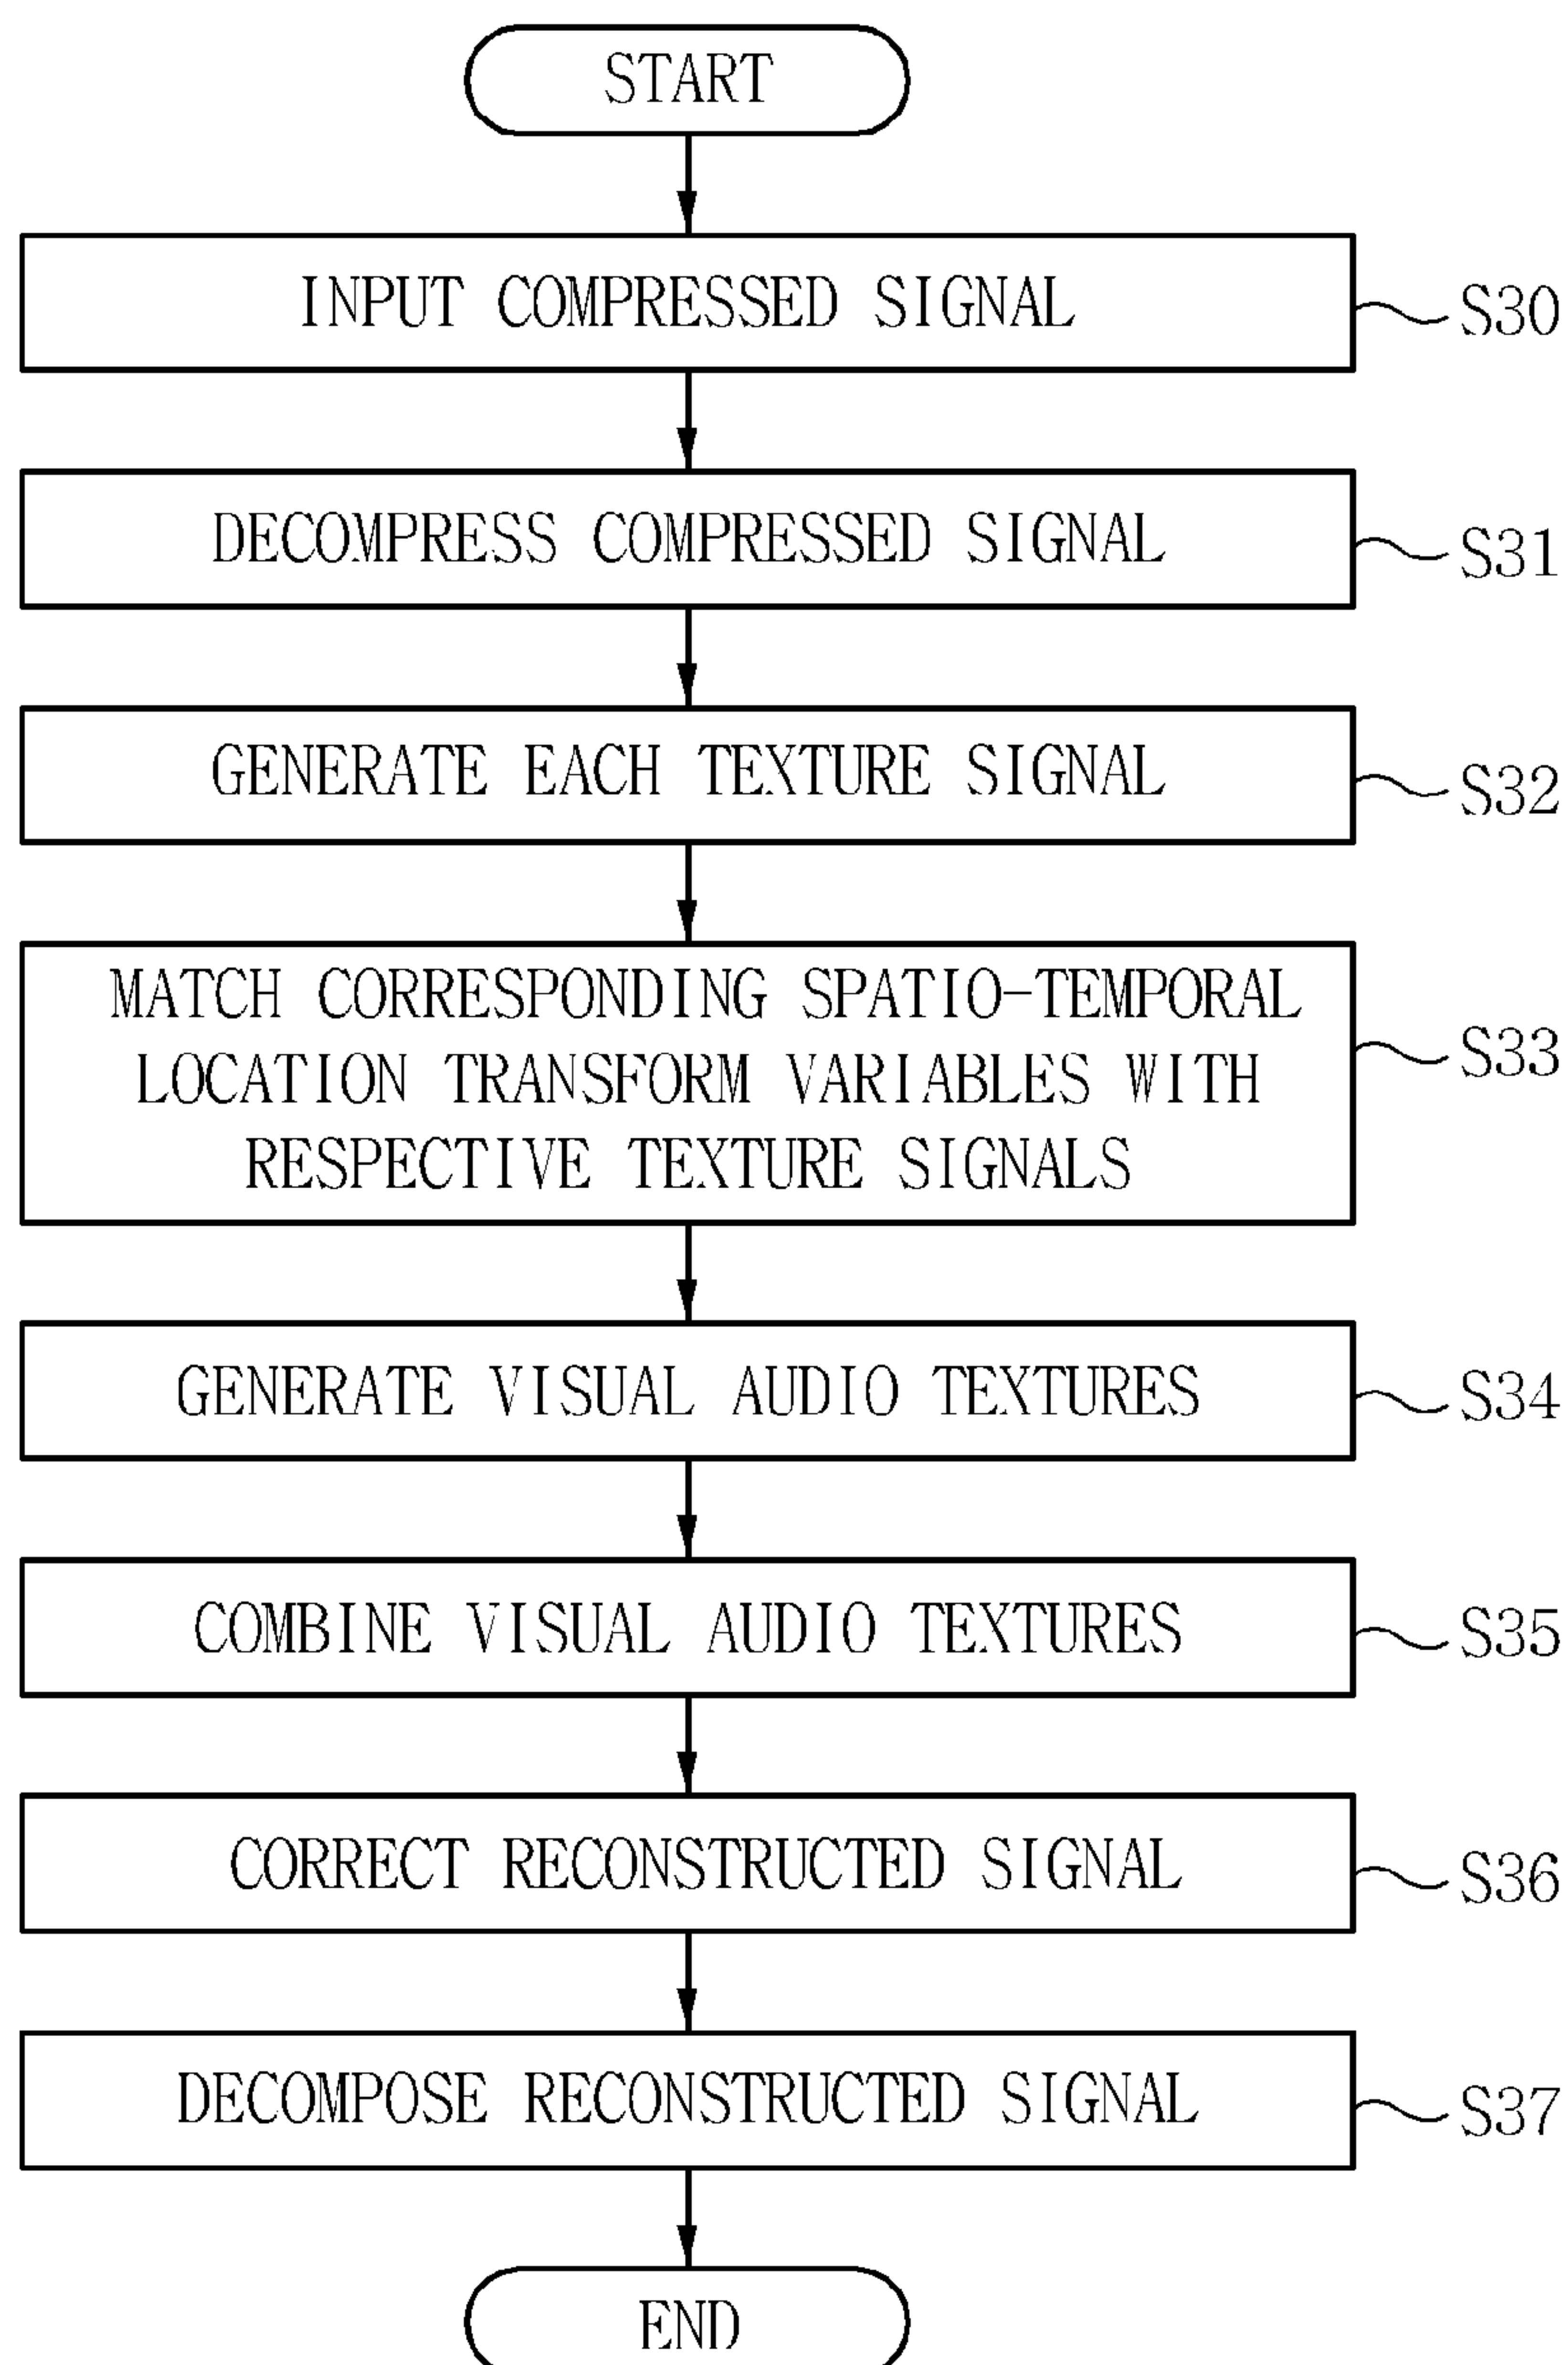 START
INPUT COMPRESSED SIGNAL
S30
DECOMPRESS COMPRESSED SIGNAL
S31
GENERATE EACH TEXTURE SIGNAL
S32
MATCH CORRESPONDING SPATIO-TEMPORAL
LOCATION TRANSFORM VARIABLES WITH
RESPECTIVE TEXTURE SIGNALS
S33
GENERATE VISUAL AUDIO TEXTURES
S34
COMBINE VISUAL AUDIO TEXTURES
S35
CORRECT RECONSTRUCTED SIGNAL
S36
DECOMPOSE RECONSTRUCTED SIGNAL
S37
END